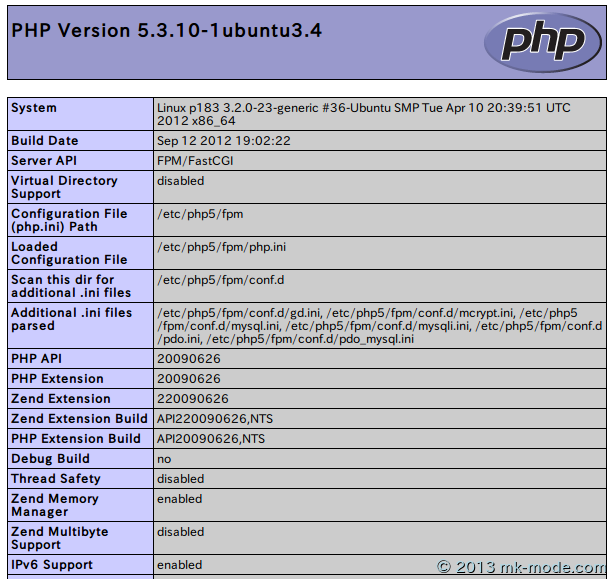 PHP Version 5.3.10-1ubuntu3.4
php
System
Linux p183 3.2.0-23-generic #36-Ubuntu SMP Tue Apr 10 20:39:51 UTC
2012 x86_64
Build Date
Sep 12 2012 19:02:22
Server API
FPM/FastCGI
Virtual Directory
Support
disabled
Configuration File
(php.ini) Path
/etc/php5/fpm
Loaded
Configuration File
/etc/php5/fpm/php.ini
Scan this dir for
additional .ini files
/etc/php5/fpm/conf.d
Additional .ini files
parsed
/etc/php5/fpm/conf.d/gd.ini, /etc/php5/fpm/conf.d/mcrypt.ini, /etc/php5
/fpm/conf.d/mysql.ini, /etc/php5/fpm/conf.d/mysqli.ini, /etc/php5/fpm/conf.d
/pdo.ini, /etc/php5/fpm/conf.d/pdo_mysql.ini
PHP API
20090626
PHP Extension
20090626
Zend Extension
220090626
Zend Extension Build
API220090626,NTS
PHP Extension Build
API20090626,NTS
Debug Build
no
Thread Safety
disabled
Zend Memory
Manager
enabled
Zend Multibyte
Support
disabled
IPv6 Support
enabled
© 2013 mk-mode.com